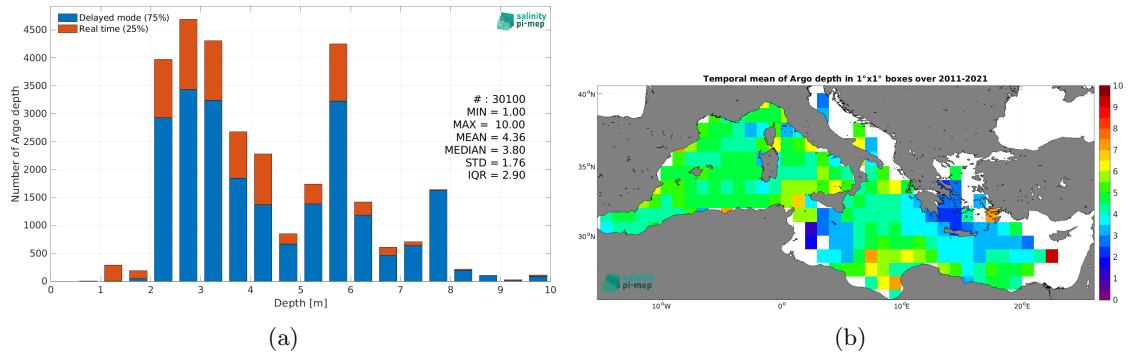 Delayed mode (75%)
Real time (25%)
salinity
pi-mep
4500
4000
3500
3000
2500
2000
1500
1000
500
0
Number of Argo depth
# : 30100
MIN = 1.00
MAX = 10.00
MEAN = 4.36
MEDIAN = 3.80
STD = 1.76
IQR = 2.90
0 1 2 3 4 5 6 7 8 9 10
Depth [m]
(a)
Temporal mean of Argo depth in 1°x1° boxes over 2011-2021
40°N
35°N
30°N
10°W 0° 10°E 20°E
salinity
pi-mep
10
9
8
7
6
5
4
3
2
1
0
(b)